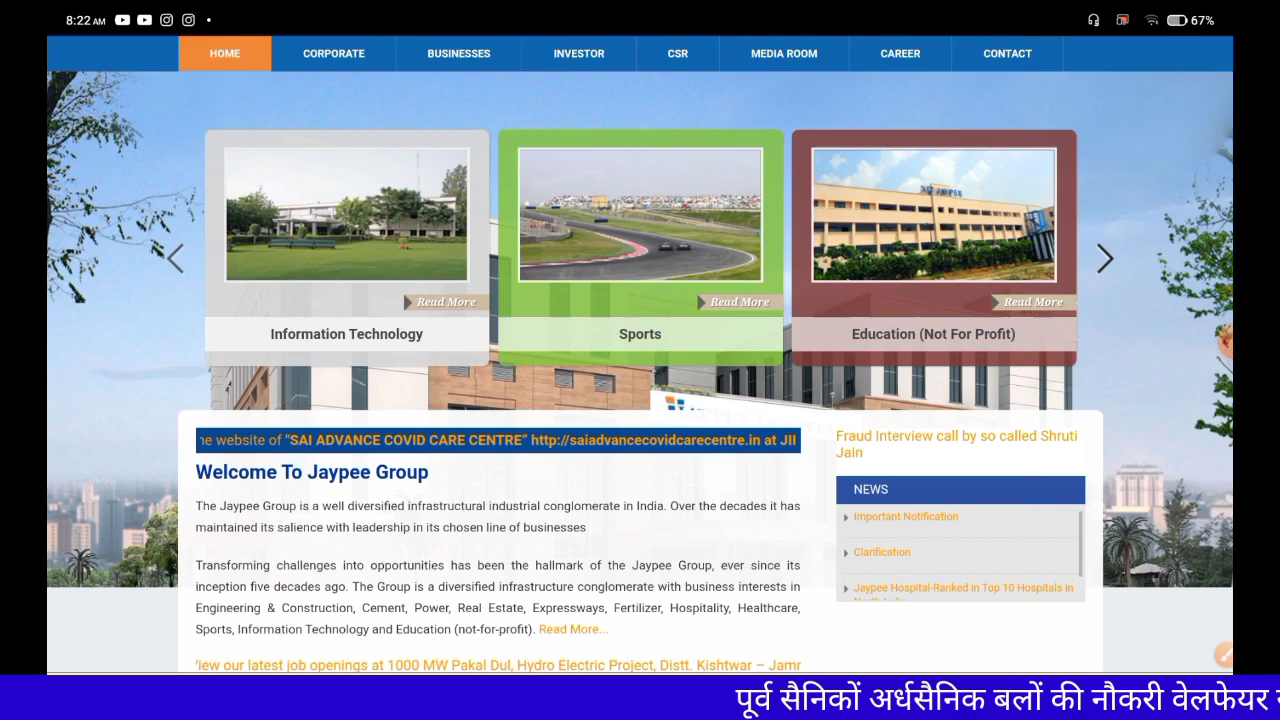 8:22 AM
67%
HOME CORPORATE BUSINESSES INVESTOR CSR MEDIA ROOM CAREER CONTACT
JAYPEE
Read More Read More Read More
Information Technology Sports Education (Not For Profit)
website of "SAI ADVANCE COVID CARE CENTRE" http://saiadvancecovidcarecentre.in at JII
Welcome To Jaypee Group
The Jaypee Group is a well diversified infrastructural industrial conglomerate in India. Over the decades it has
maintained its salience with leadership in its chosen line of businesses
Transforming challenges into opportunities has been the hallmark of the Jaypee Group, ever since its
inception five decades ago. The Group is a diversified infrastructure conglomerate with business interests in
Engineering & Construction, Cement, Power, Real Estate, Expressways, Fertilizer, Hospitality, Healthcare,
Sports, Information Technology and Education (not-for-profit). Read More...
View our latest job openings at 1000 MW Pakal Dul, Hydro Electric Project, Distt. Kishtwar – Jamr
Fraud Interview call by so called Shruti
Jain
NEWS
Important Notification
Clarification
Jaypee Hospital-Ranked in Top 10 Hospitals in
पूर्व सैनिकों अर्धसैनिक बलों की नौकरी वेलफेयर